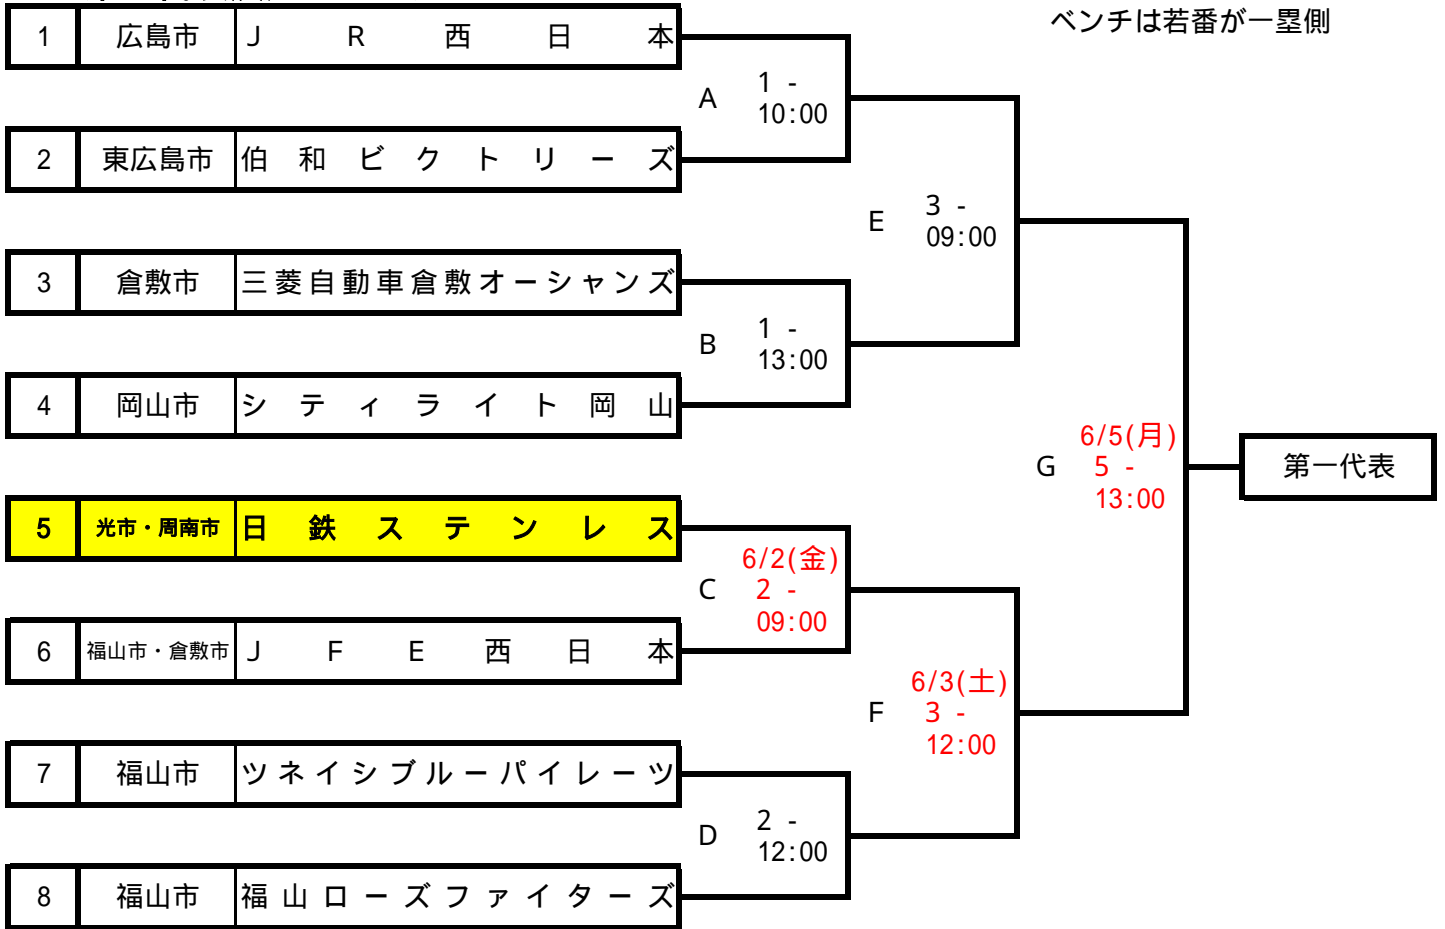 ベンチは若番が一塁側
1 広島市 JR西日本
A 1 -
10:00
2 東広島市 伯和ビクトリーズ
E 3 -
09:00
3 倉敷市 三菱自動車倉敷オーシャンズ
B 1 -
13:00
4 岡山市 シティライト岡山
6/5(月)
G 5 -
13:00
第一代表
5 光市・周南市 日鉄ステンレス
6/2(金)
C 2 -
09:00
6 福山市・倉敷市 JFE西日本
6/3(土)
F 3 -
12:00
7 福山市 ツネイシブルーパイレーツ
D 2 -
12:00
8 福山市 福山ローズファイターズ